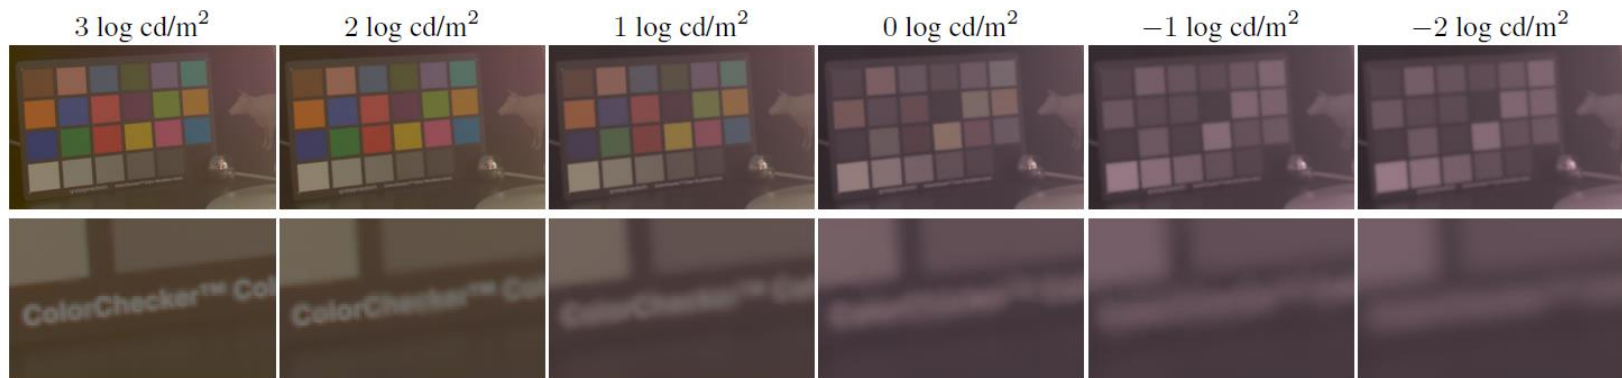 3 log cd/m² 2 log cd/m² 1 log cd/m² 0 log cd/m² −1 log cd/m² −2 log cd/m²
ColorChecker™ Col ColorChecker™ Co ColorChecker™